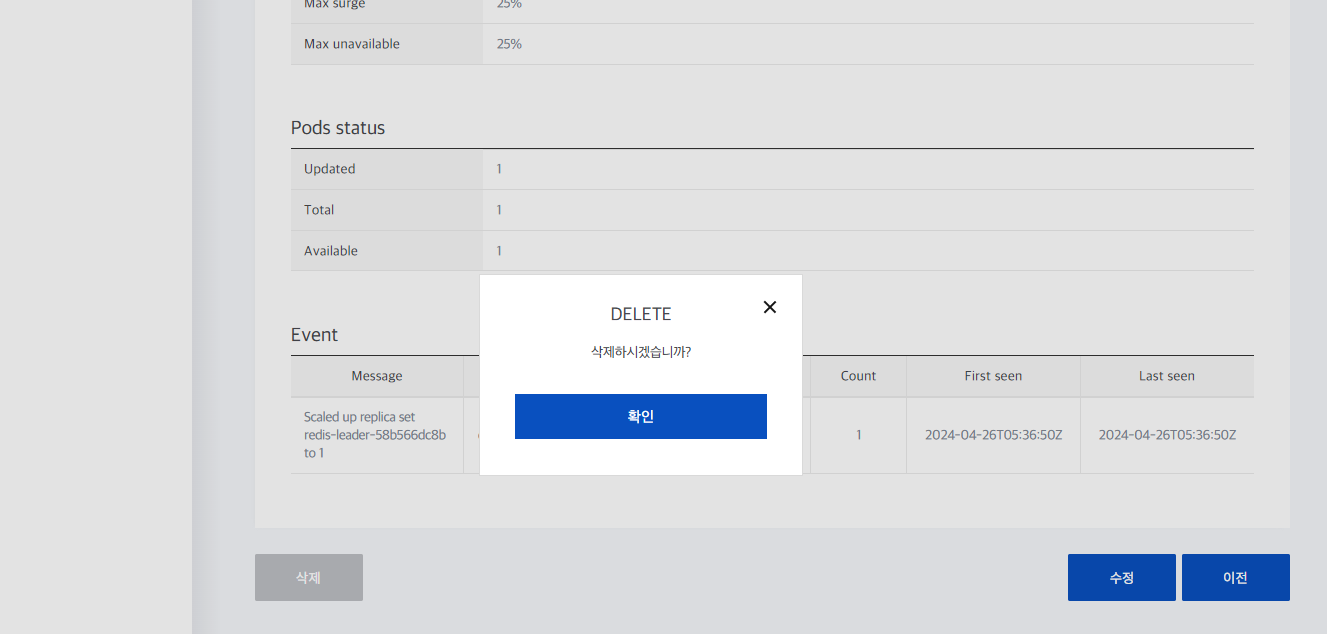 Max surge 25%
Max unavailable 25%
Pods status
Updated 1
Total 1
Available 1
DELETE
삭제하시겠습니까?
확인
Event
Message Count First seen Last seen
Scaled up replica set
redis-leader-58b566dc8b 1 2024-04-26T05:36:50Z 2024-04-26T05:36:50Z
to 1
삭제 수정 이전